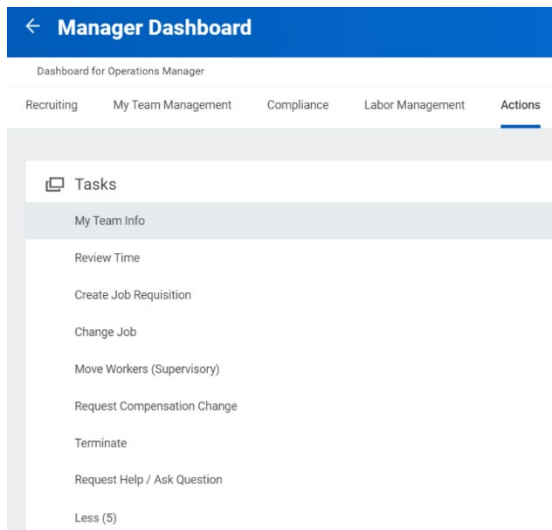 Manager Dashboard
Dashboard for Operations Manager
Recruiting My Team Management Compliance Labor Management Actions
Tasks
My Team Info
Review Time
Create Job Requisition
Change Job
Move Workers (Supervisory)
Request Compensation Change
Terminate
Request Help / Ask Question
Less (5)